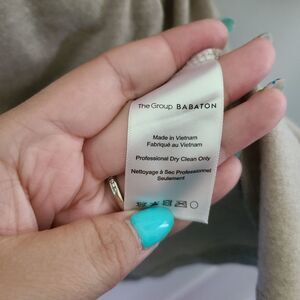 The Group BABATON
Made in Vietnam
Fabriqué au Vietnam
Professional Dry Clean Only
Nettoyage à Sec Professionnel
Seulement